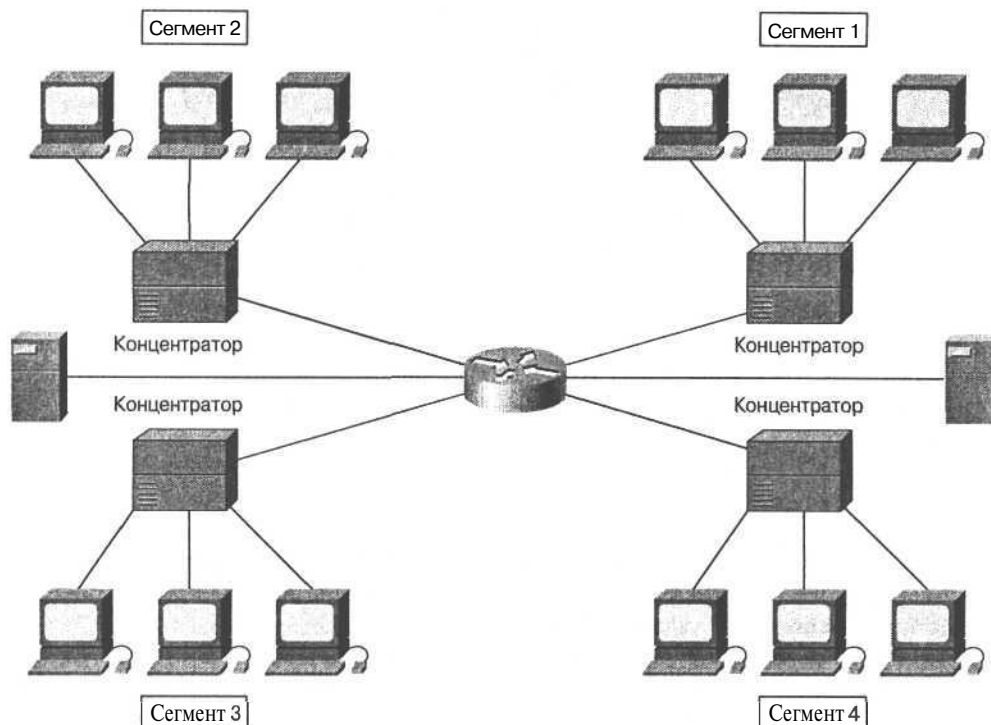 Сегмент 2
Сегмент 1
Концентратор
Концентратор
Концентратор
Концентратор
Сегмент 3
Сегмент 4